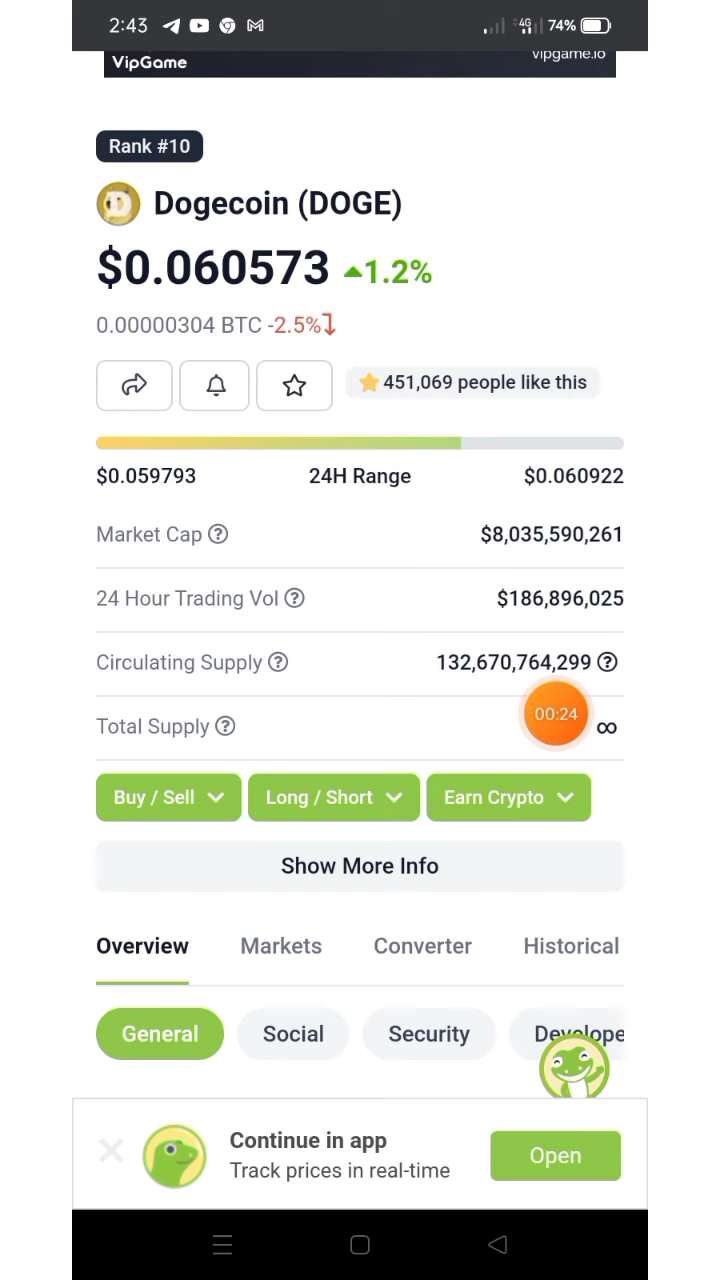 2:43 4G 74%
VipGame vipgame.io
Rank #10
Dogecoin (DOGE)
$0.060573 1.2%
0.00000304 BTC -2.5%
451,069 people like this
$0.059793 24H Range $0.060922
Market Cap $8,035,590,261
24 Hour Trading Vol $186,896,025
Circulating Supply 132,670,764,299
00:24
Total Supply ∞
Buy / Sell Long / Short Earn Crypto
Show More Info
Overview Markets Converter Historical
General Social Security Develope
Continue in app
Track prices in real-time
Open